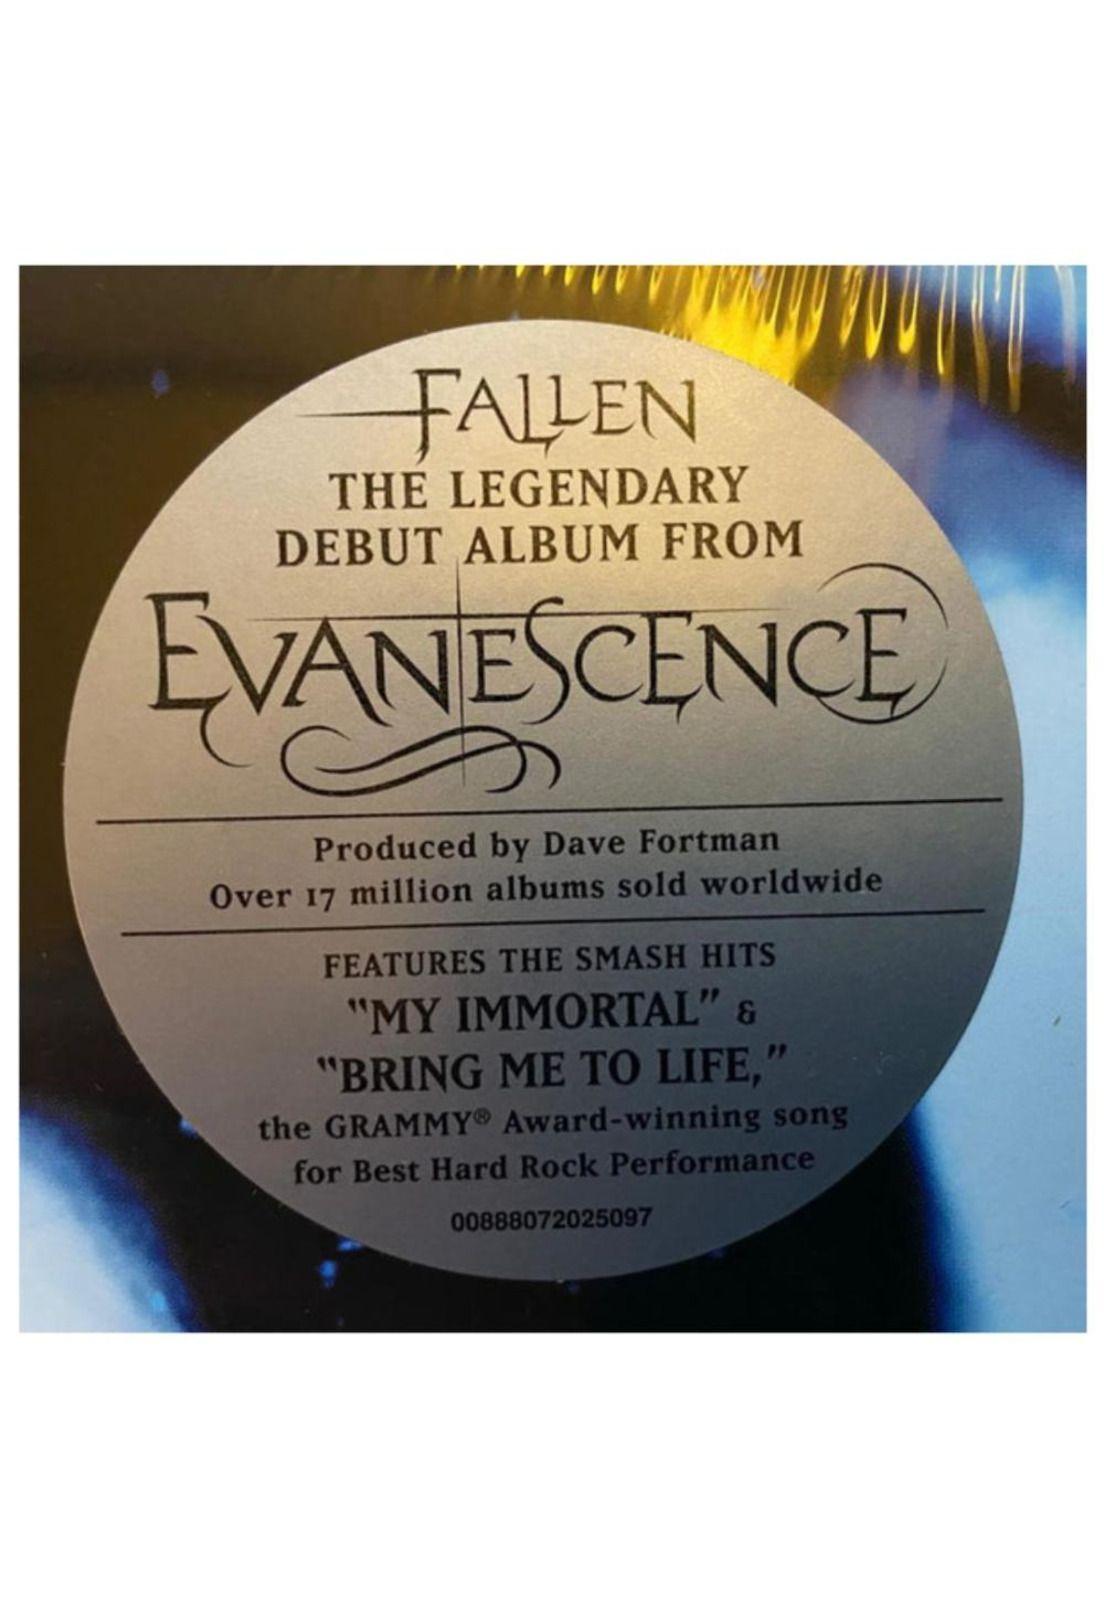 FALLEN
THE LEGENDARY
DEBUT ALBUM FROM
EVANESCENCE
Produced by Dave Fortman
Over 17 million albums sold worldwide
FEATURES THE SMASH HITS
"MY IMMORTAL" &
"BRING ME TO LIFE,"
the GRAMMY® Award-winning song
for Best Hard Rock Performance
00888072025097